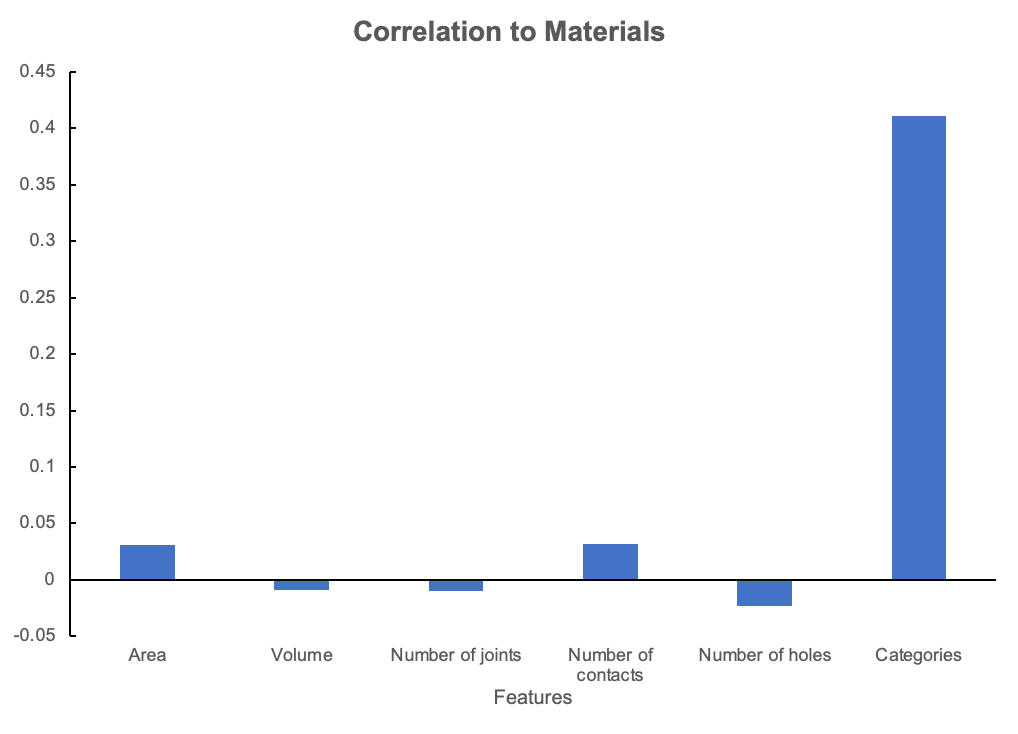 Correlation to Materials
0.45
0.4
0.35
0.3
0.25
0.2
0.15
0.1
0.05
0
-0.05
Area
Volume
Number of joints
Number of
contacts
Number of holes
Categories
Features